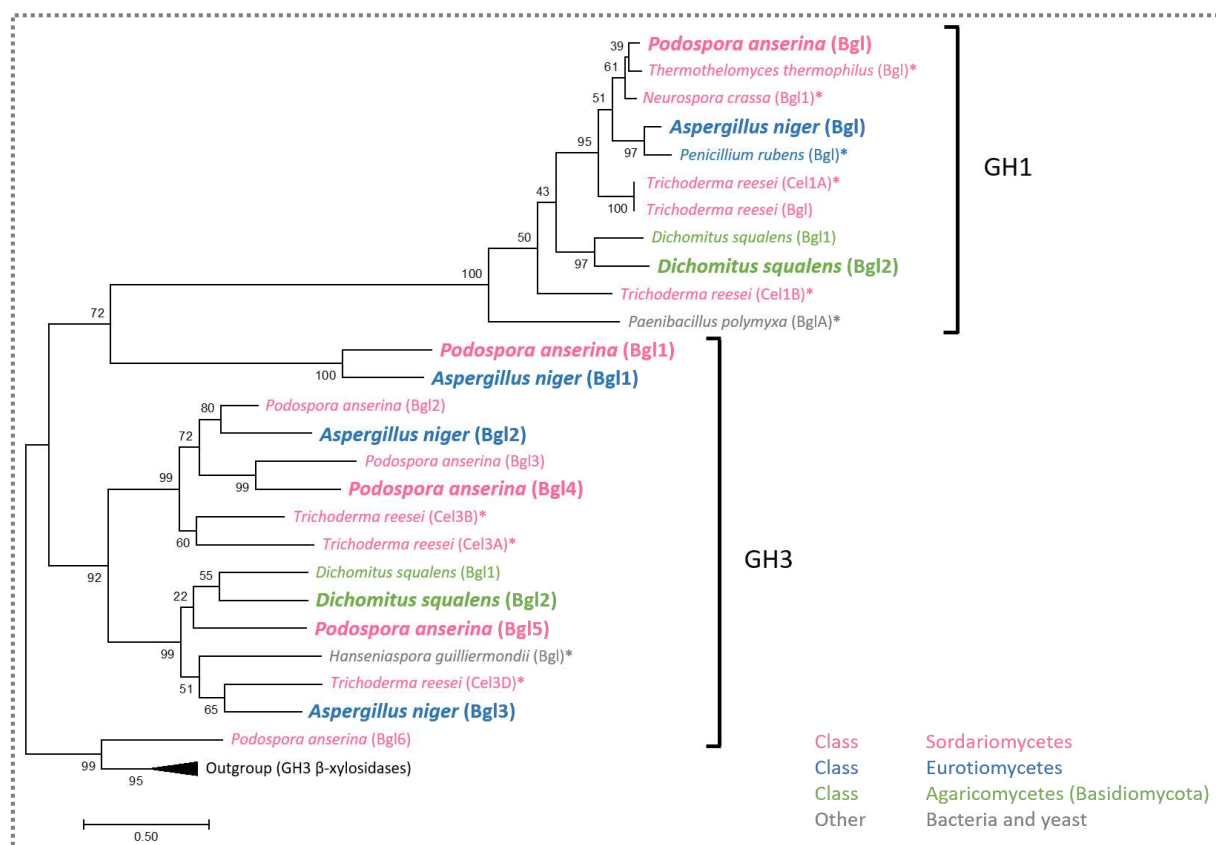 39
Podospora anserina (Bgl)
61
Thermothelomyces thermophilus (Bgl)*
51
Neurospora crassa (Bgl1)*
95
Aspergillus niger (Bgl)
97
Penicillium rubens (Bgl)*
GH1
43
Trichoderma reesei (Cel1A)*
100
Trichoderma reesei (Bgl)
50
Dichomitus squalens (Bgl1)
97
Dichomitus squalens (Bgl2)
100
Trichoderma reesei (Cel1B)*
72
Paenibacillus polymyxa (BglA)*
Podospora anserina (Bgl1)
100
Aspergillus niger (Bgl1)
80
Podospora anserina (Bgl2)
72
Aspergillus niger (Bgl2)
99
Podospora anserina (Bgl3)
99
Podospora anserina (Bgl4)
Trichoderma reesei (Cel3B)*
60
Trichoderma reesei (Cel3A)*
GH3
92
55
Dichomitus squalens (Bgl1)
22
Dichomitus squalens (Bgl2)
Podospora anserina (Bgl5)
99
Hanseniaspora guilliermondii (Bgl)*
51
Trichoderma reesei (Cel3D)*
65
Aspergillus niger (Bgl3)
Podospora anserina (Bgl6)
99
Outgroup (GH3 β-xylosidases)
95
0.50
Class Sordariomycetes
Class Eurotiomycetes
Class Agaricomycetes (Basidiomycota)
Other Bacteria and yeast